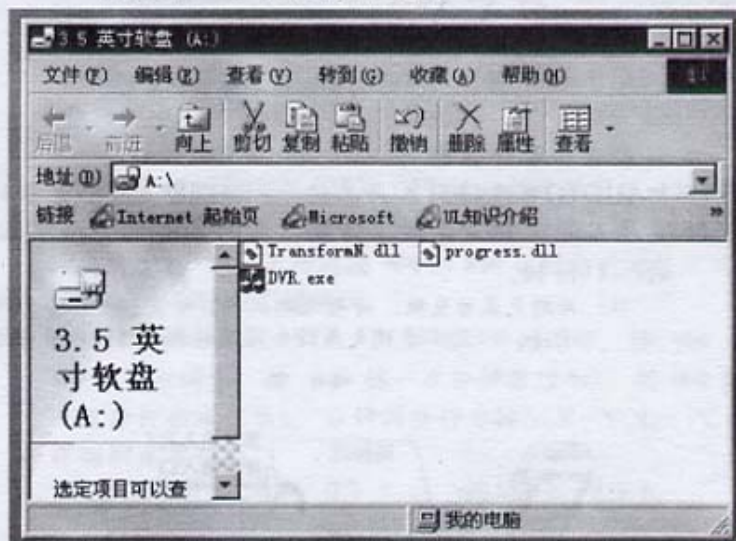 3.5 英寸软盘 (A:)
文件(F) 编辑(E) 查看(V) 转到(G) 收藏(A) 帮助(H)
后退 前进 向上 剪切 复制 粘贴 撤销 删除 属性 查看
地址(D) A:\
链接 Internet 起始页 Microsoft UL知识介绍 »
TransformN.dll progress.dll
DVR.exe
3.5 英
寸软盘
(A:)
选定项目可以查
我的电脑